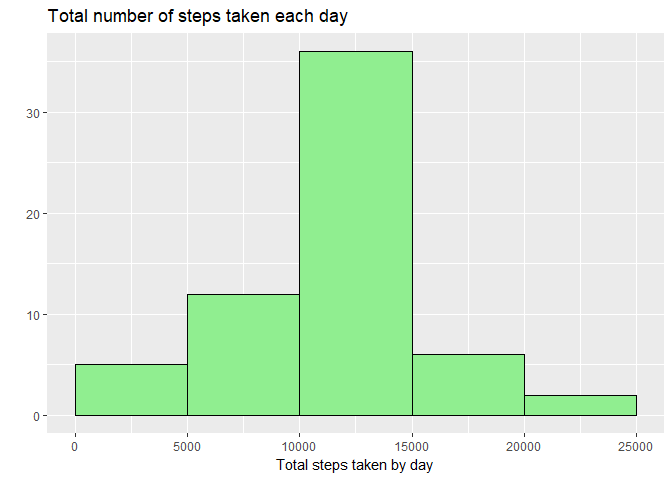 Total number of steps taken each day
30
20
10
0
0 5000 10000 15000 20000 25000
Total steps taken by day